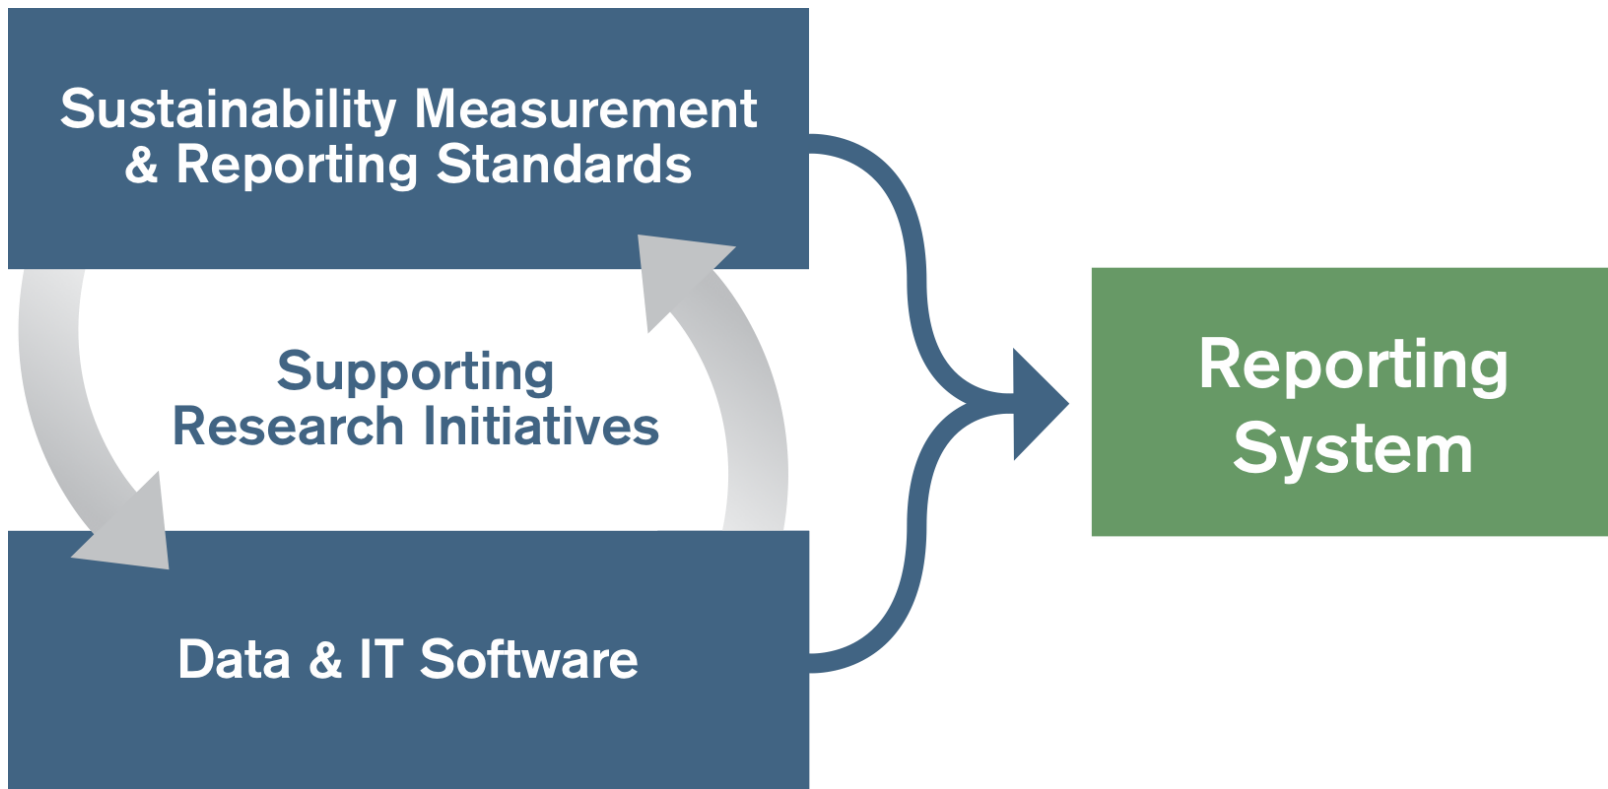 Sustainability Measurement
& Reporting Standards
Supporting
Research Initiatives
Data & IT Software
Reporting
System